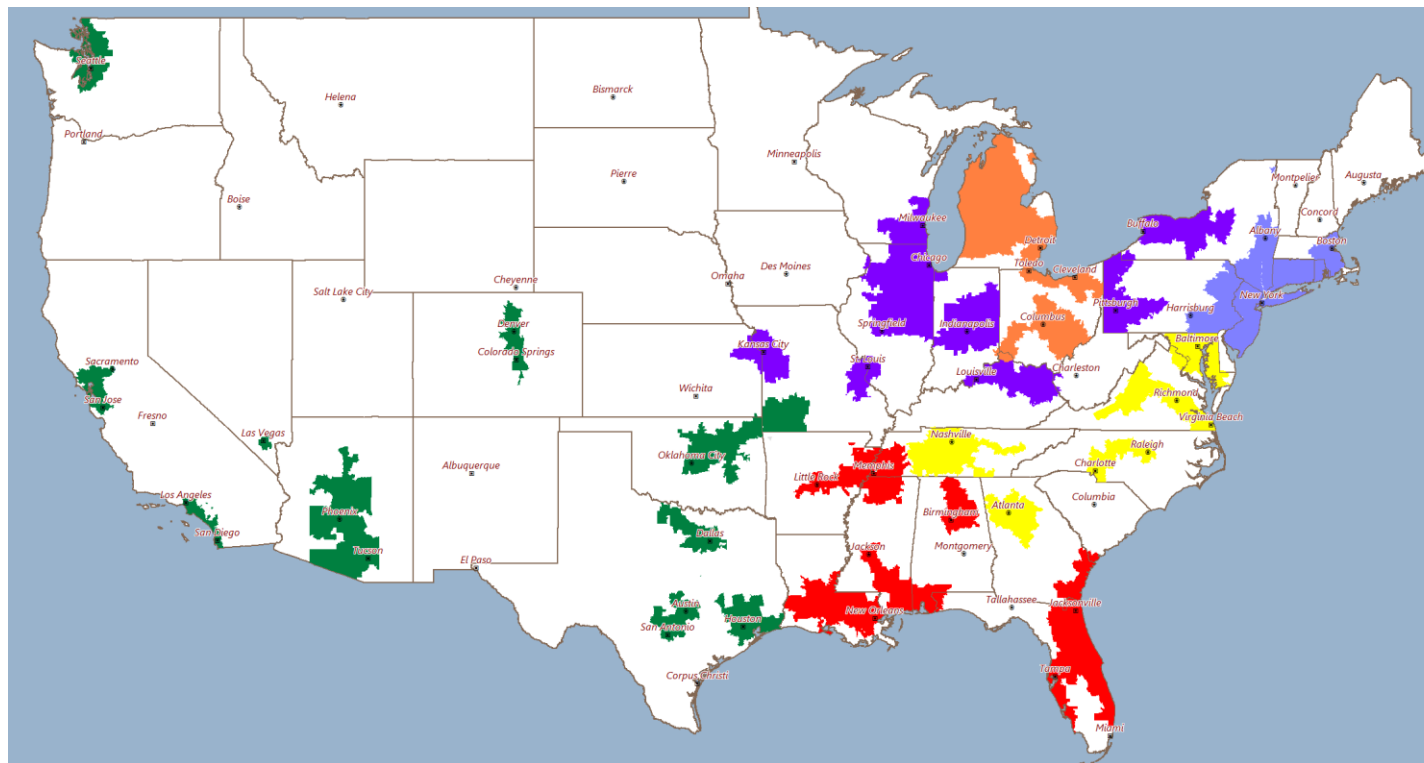 Seattle
Helena
Bismarck
Portland
Minneapolis
Pierre
Montpelier
Augusta
Boise
Concord
Milwaukee
Buffalo
Albany
Boston
Detroit
Chicago
Toledo
Cleveland
Des Moines
Omaha
Cheyenne
Salt Lake City
New York
Pittsburgh
Harrisburg
Denver
Springfield
Indianapolis
Columbus
Baltimore
Kansas City
Colorado Springs
Sacramento
St Louis
Louisville
Charleston
Wichita
Richmond
San Jose
Fresno
Virginia Beach
Las Vegas
Nashville
Raleigh
Oklahoma City
Albuquerque
Memphis
Charlotte
Little Rock
Los Angeles
Columbia
Phoenix
Birmingham
Atlanta
San Diego
Dallas
Tucson
El Paso
Jackson
Montgomery
Austin
New Orleans
Tallahassee
Jacksonville
Houston
San Antonio
Corpus Christi
Tampa
Miami